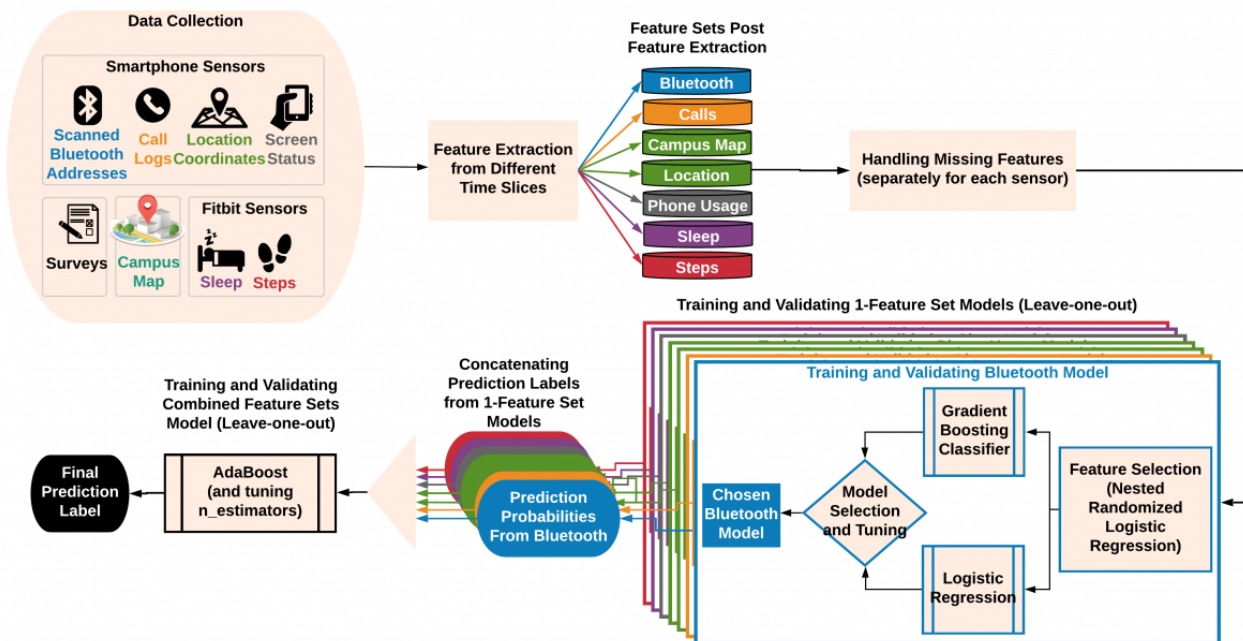 Data Collection
Smartphone Sensors
Scanned
Bluetooth
Addresses
Call
Logs
Location
Coordinates
Screen
Status
Surveys
Campus
Map
Fitbit Sensors
Sleep
Steps
Feature Extraction
from Different
Time Slices
Feature Sets Post
Feature Extraction
Bluetooth
Calls
Campus Map
Location
Phone Usage
Sleep
Steps
Handling Missing Features
(separately for each sensor)
Training and Validating 1-Feature Set Models (Leave-one-out)
Training and Validating Bluetooth Model
Feature Selection
(Nested
Randomized
Logistic
Regression)
Gradient
Boosting
Classifier
Logistic
Regression
Model
Selection
and Tuning
Chosen
Bluetooth
Model
Concatenating
Prediction Labels
from 1-Feature Set
Models
Prediction
Probabilities
From Bluetooth
Training and Validating
Combined Feature Sets
Model (Leave-one-out)
AdaBoost
(and tuning
n_estimators)
Final
Prediction
Label